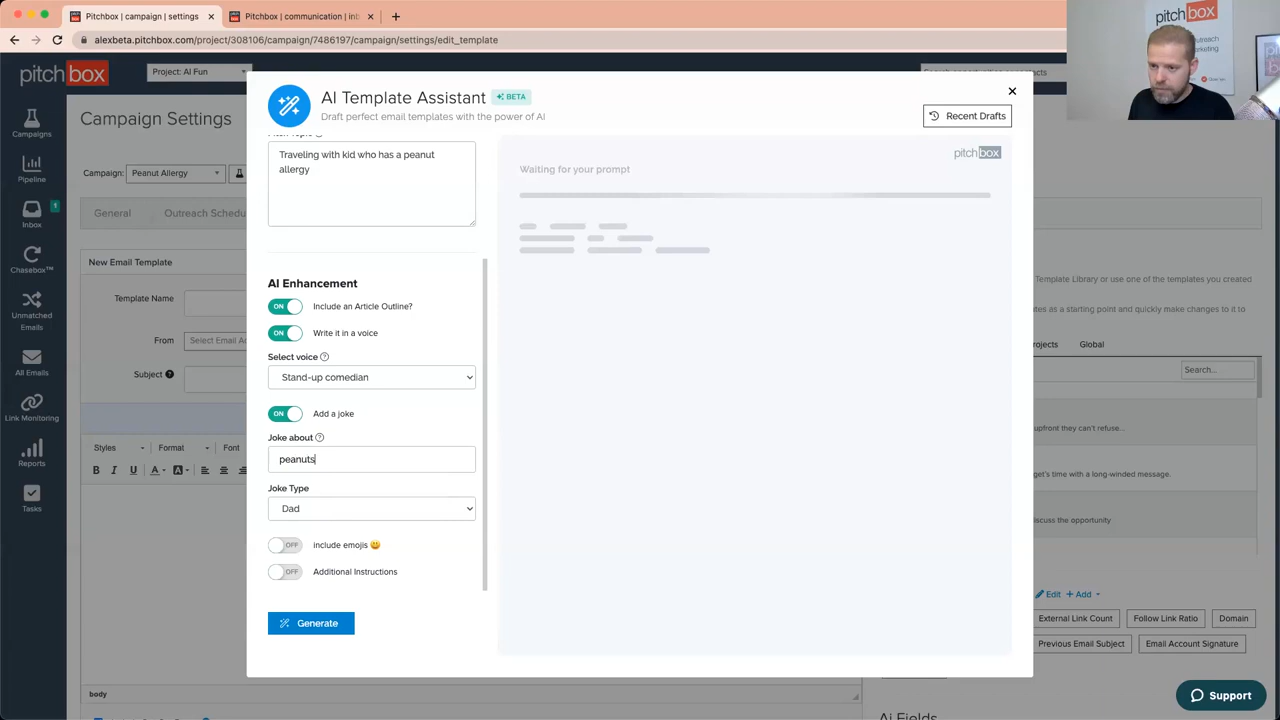 Pitchbox | campaign | settings
Pitchbox | communication | inb
alexbeta.pitchbox.com/project/308106/campaign/7486197/campaign/settings/edit_template
pitchbox
Project: AI Fun
Campaign Settings
Campaign:
Peanut Allergy
General
Outreach Schedu
New Email Template
Template Name
From
Select Email Ac
Subject
Styles
Format
Font
B I U
body
Campaigns
Pipeline
1
Inbox
Chasebox™
Unmatched
Emails
All Emails
Link Monitoring
Reports
Tasks
AI Template Assistant
BETA
Draft perfect email templates with the power of AI
Recent Drafts
Traveling with kid who has a peanut
allergy
AI Enhancement
ON Include an Article Outline?
ON Write it in a voice
Select voice
Stand-up comedian
ON Add a joke
Joke about
peanuts
Joke Type
Dad
OFF include emojis 😃
OFF Additional Instructions
Generate
pitchbox
Waiting for your prompt
Template Library or use one of the templates you created
tes as a starting point and quickly make changes to it to
rojects
Global
Search...
upfront they can't refuse...
get's time with a long-winded message.
scuss the opportunity
Edit
+ Add
External Link Count
Follow Link Ratio
Domain
Previous Email Subject
Email Account Signature
Support
Ai Fields
pitchbox